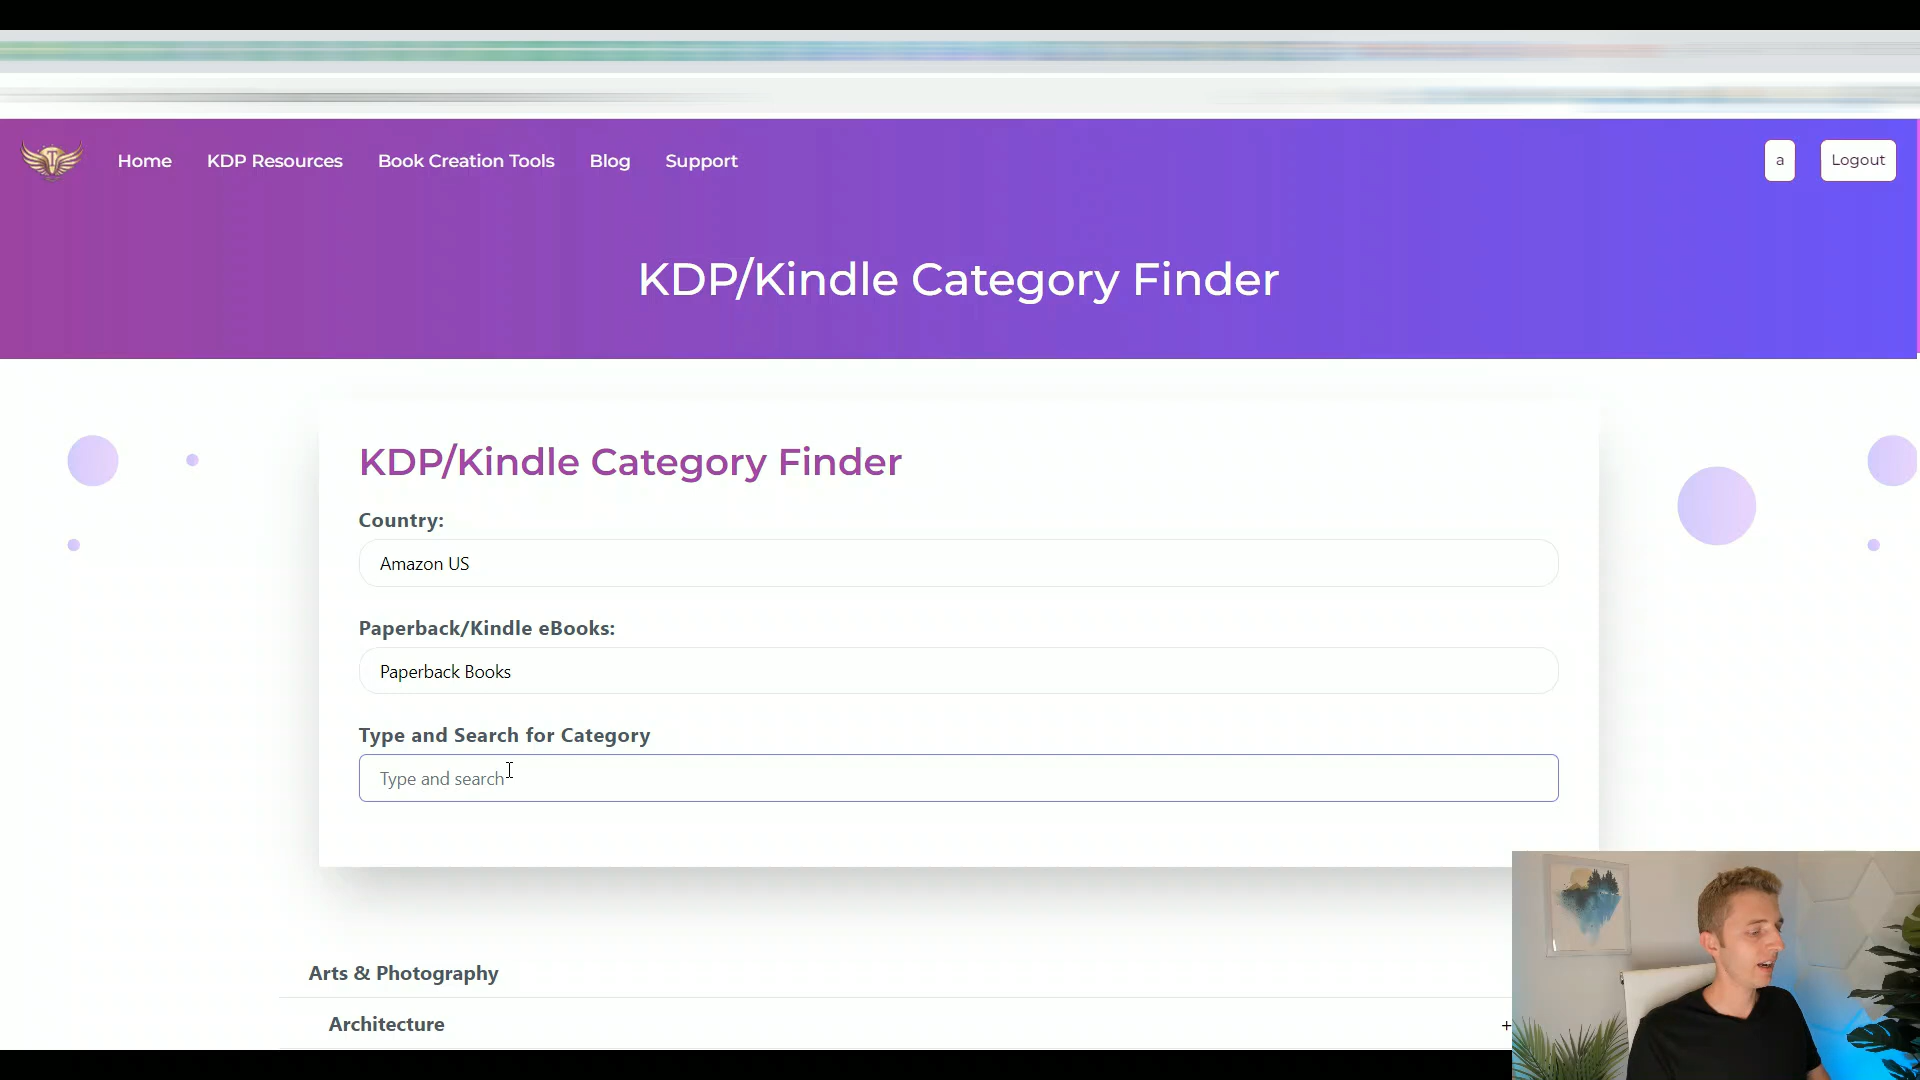 Home
KDP Resources
Book Creation Tools
Blog
Support
a
Logout
KDP/Kindle Category Finder
KDP/Kindle Category Finder
Country:
Amazon US
Paperback/Kindle eBooks:
Paperback Books
Type and Search for Category
Type and search
Arts & Photography
Architecture
+